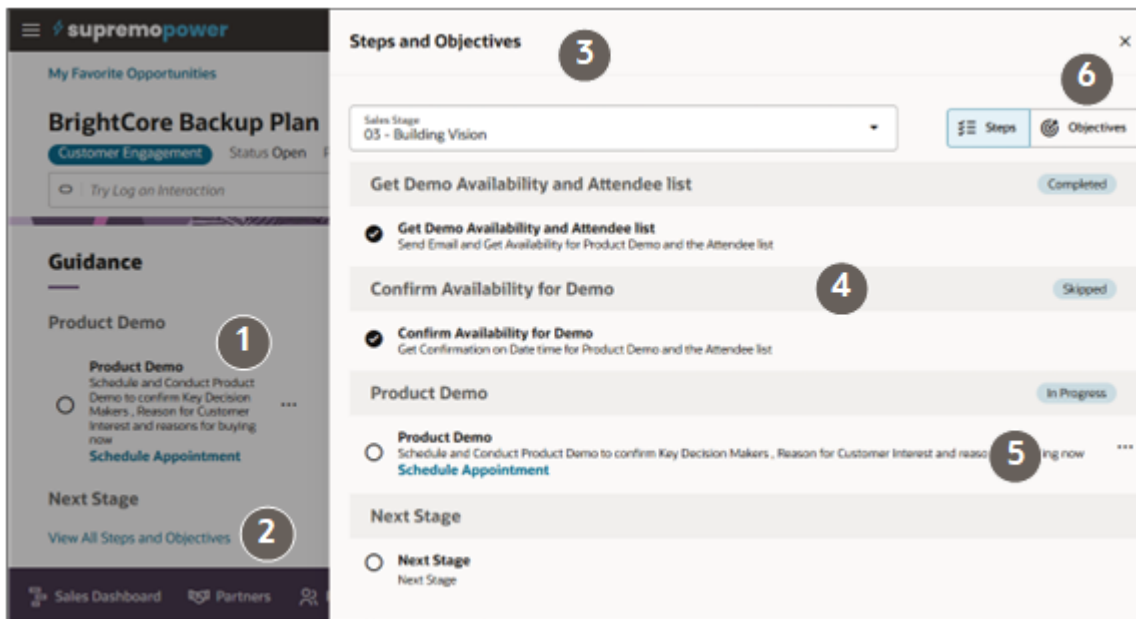 supremopower
My Favorite Opportunities
BrightCore Backup Plan
Customer Engagement Status Open
Try Log an Interaction
Guidance
Product Demo
1
Product Demo
Schedule and Conduct Product
Demo to confirm Key Decision
Makers , Reason for Customer
Interest and reasons for buying
now
Schedule Appointment
Next Stage
View All Steps and Objectives
2
Sales Dashboard Partners
Steps and Objectives
3
6
Sales Stage
03 - Building Vision
Steps Objectives
Get Demo Availability and Attendee list Completed
Get Demo Availability and Attendee list
Send Email and Get Availability for Product Demo and the Attendee list
Confirm Availability for Demo 4 Skipped
Confirm Availability for Demo
Get Confirmation on Date time for Product Demo and the Attendee list
Product Demo In Progress
Product Demo
Schedule and Conduct Product Demo to confirm Key Decision Makers , Reason for Customer Interest and 5 now
Schedule Appointment
Next Stage
Next Stage
Next Stage